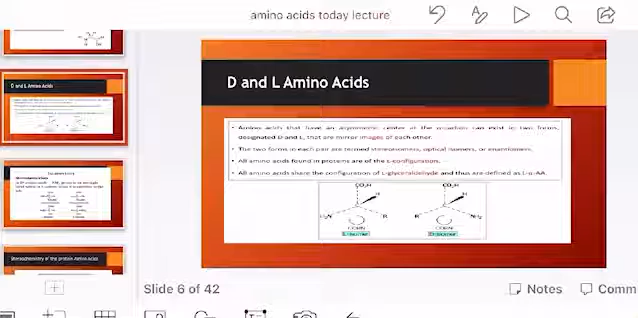 amino acids today lecture
D and L Amino Acids
D and L Amino Acids
• Amino acids that have an asymmetric center at the α-carbon can exist in two forms,
designated D and L, that are mirror images of each other.
• The two forms in each pair are termed stereoisomers, optical isomers, or enantiomers.
• All amino acids found in proteins are of the L-configuration.
• All amino acids share the configuration of L-glyceraldehyde and thus are defined as L-α-AA.
CO₂H CO₂H
H H
H₂N R R NH₂
CORN CORN
L-isomer D-isomer
Stereochemistry of the protein Amino Acids
Slide 6 of 42
Notes
Comm